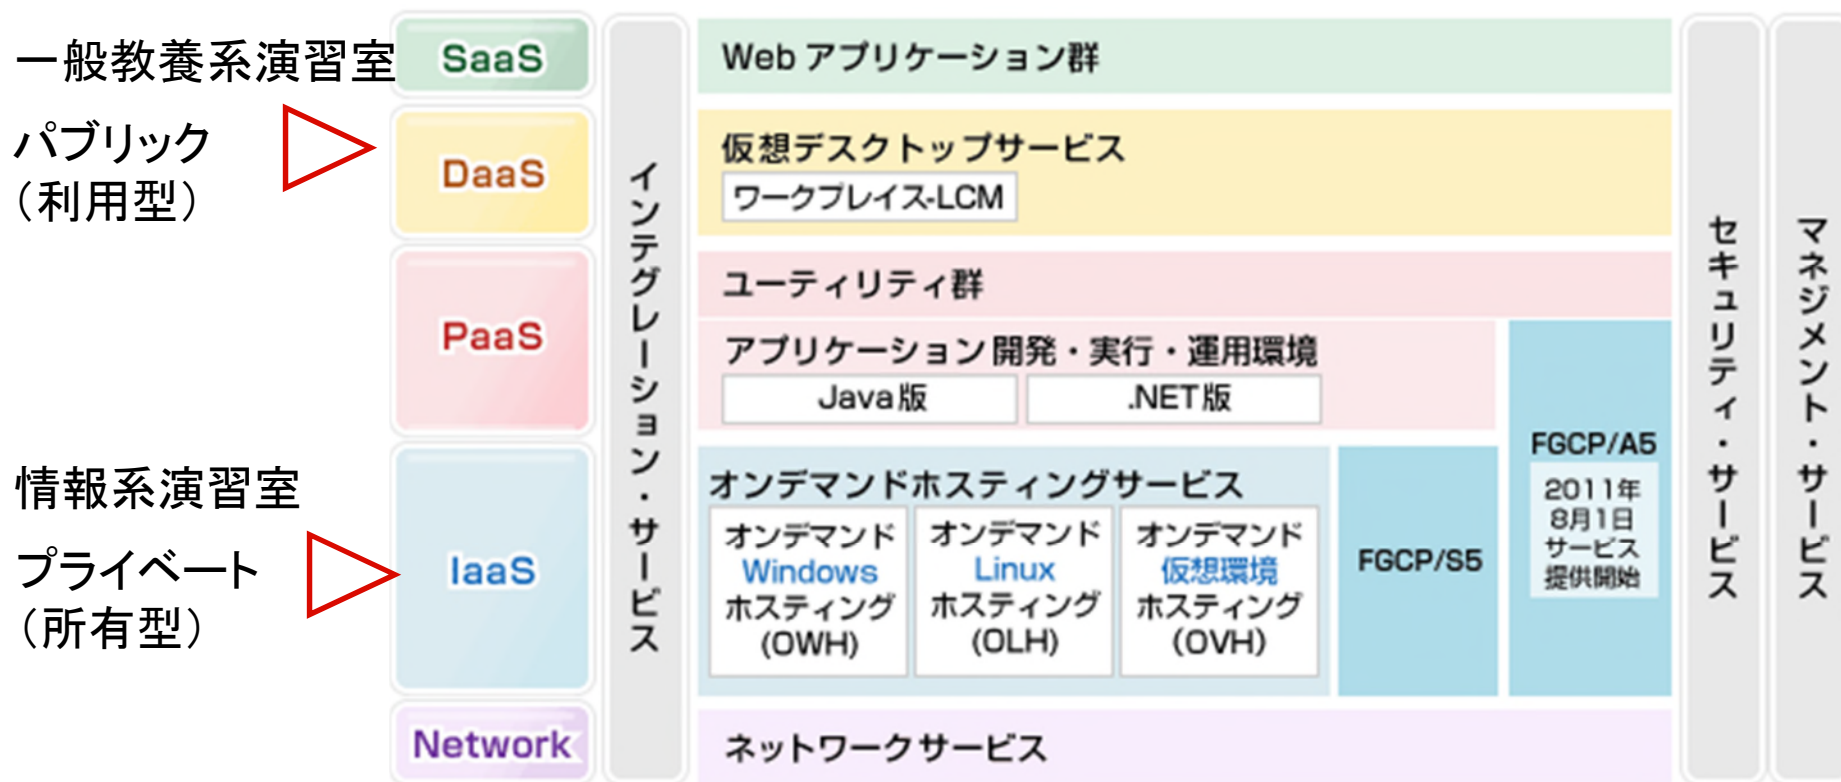 一般教養系演習室
パブリック
（利用型）
情報系演習室
プライベート
（所有型）
SaaS
DaaS
PaaS
IaaS
Network
インテグレーション・サービス
Web アプリケーション群
仮想デスクトップサービス
ワークプレイス-LCM
ユーティリティ群
アプリケーション開発・実行・運用環境
Java版
.NET版
オンデマンドホスティングサービス
オンデマンド
Windows
ホスティング
(OWH)
オンデマンド
Linux
ホスティング
(OLH)
オンデマンド
仮想環境
ホスティング
(OVH)
FGCP/S5
FGCP/A5
2011年
8月1日
サービス
提供開始
ネットワークサービス
セキュリティ・サービス
マネジメント・サービス